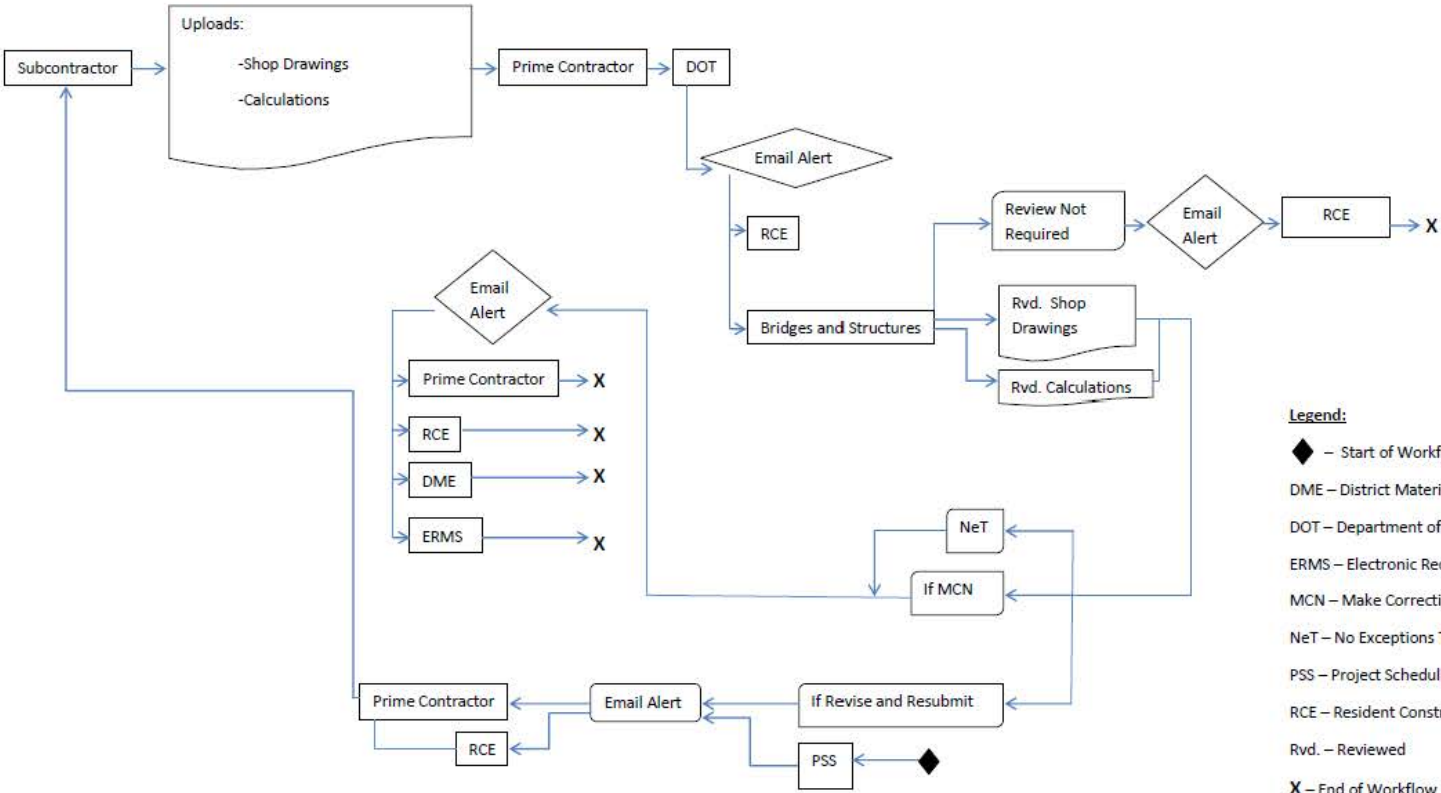 Uploads:
-Shop Drawings
-Calculations
Subcontractor
Prime Contractor
DOT
Email Alert
RCE
Bridges and Structures
Review Not
Required
Email
Alert
RCE
X
Rvd. Shop
Drawings
Rvd. Calculations
Email
Alert
Prime Contractor
X
RCE
X
DME
X
ERMS
X
NeT
If MCN
If Revise and Resubmit
Email Alert
Prime Contractor
RCE
PSS
Legend:
– Start of Workf
DME – District Materi
DOT – Department of
ERMS – Electronic Rec
MCN – Make Correcti
NeT – No Exceptions T
PSS – Project Schedul
RCE – Resident Constr
Rvd. – Reviewed
X – End of Workflow